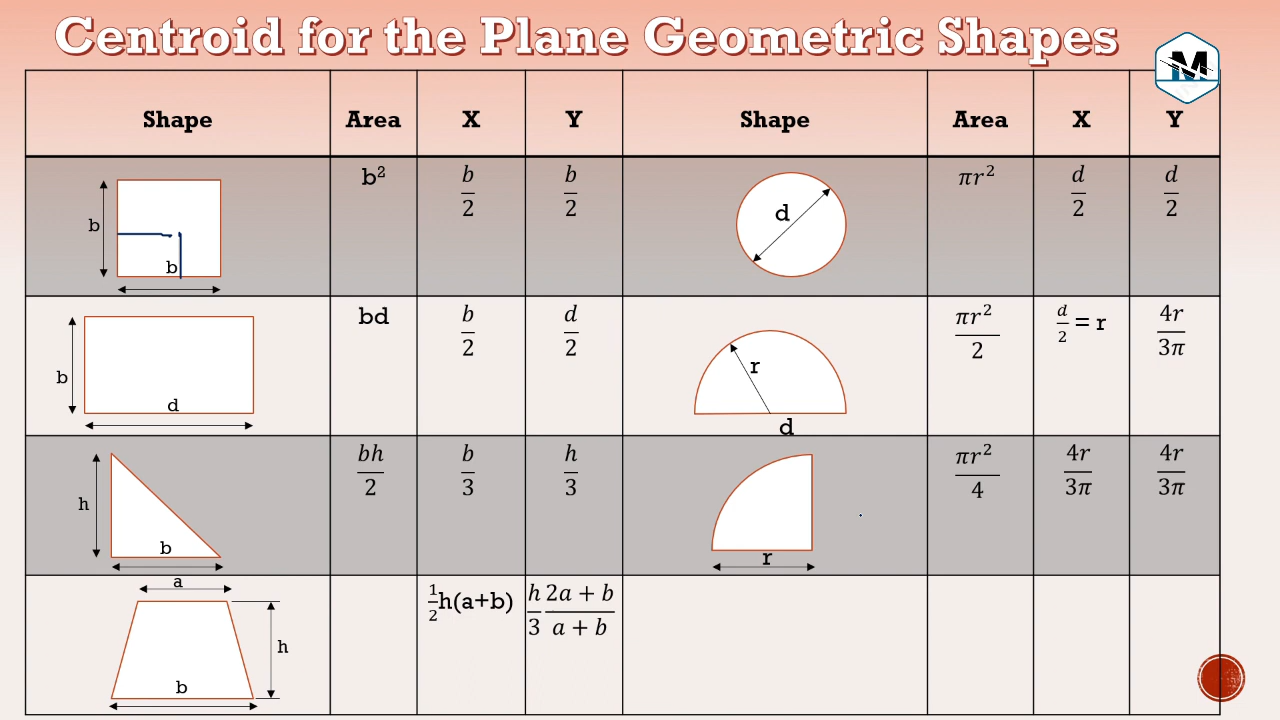 Centroid for the Plane Geometric Shapes
M
Shape Area X Y Shape Area X Y
b
b
b²
b/2
b/2
d
πr²
d/2
d/2
b
d
bd
b/2
d/2
r
d
πr²/2
d/2 = r
4r/3π
h
b
bh/2
b/3
h/3
r
πr²/4
4r/3π
4r/3π
a
h
b
1/2h(a+b)
h/3 2a + b/a + b